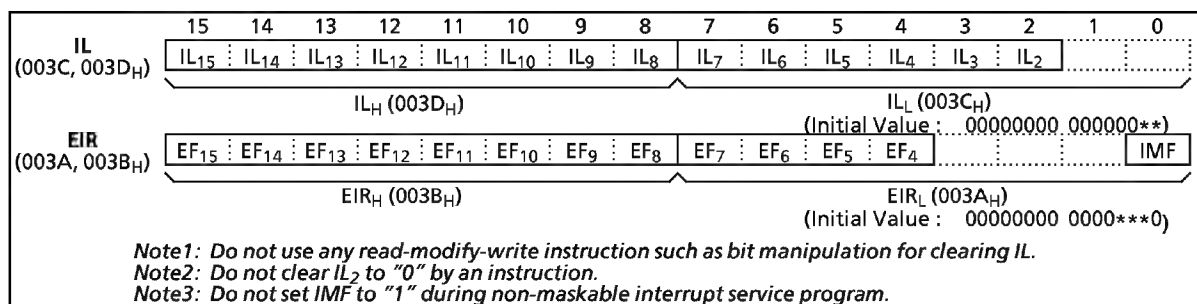 15 14 13 12 11 10 9 8 7 6 5 4 3 2 1 0
IL
(003C, 003DH)
IL15 IL14 IL13 IL12 IL11 IL10 IL9 IL8 IL7 IL6 IL5 IL4 IL3 IL2
ILH (003DH) ILL (003CH)
(Initial Value : 00000000 000000**)
EIR
(003A, 003BH)
EF15 EF14 EF13 EF12 EF11 EF10 EF9 EF8 EF7 EF6 EF5 EF4 IMF
EIRH (003BH) EIRL (003AH)
(Initial Value : 00000000 0000***0)
Note1: Do not use any read-modify-write instruction such as bit manipulation for clearing IL.
Note2: Do not clear IL2 to "0" by an instruction.
Note3: Do not set IMF to "1" during non-maskable interrupt service program.